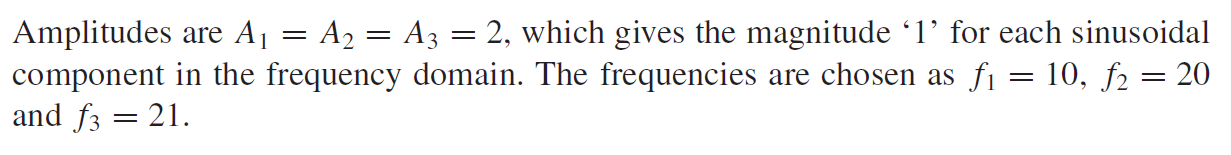 Amplitudes are A₁ = A₂ = A₃ = 2, which gives the magnitude ‘1’ for each sinusoidal
component in the frequency domain. The frequencies are chosen as f₁ = 10, f₂ = 20
and f₃ = 21.